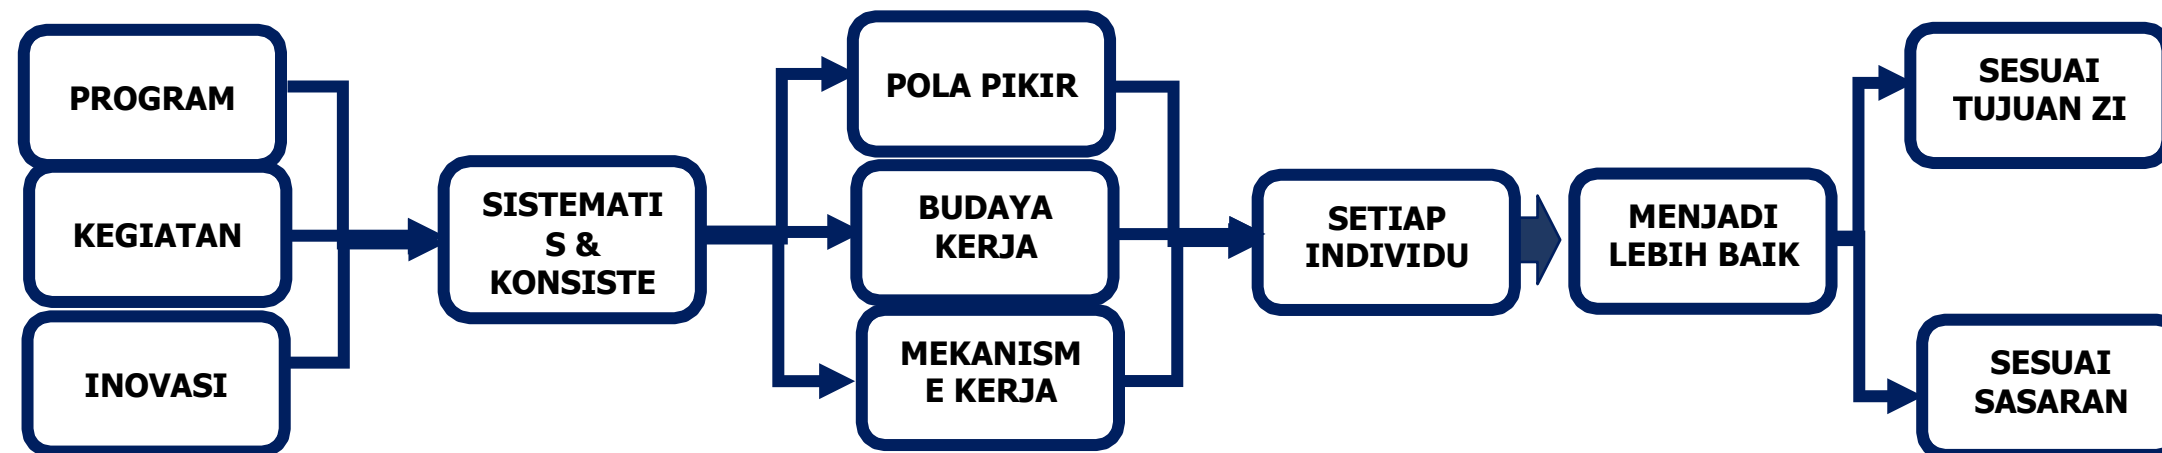 PROGRAM
KEGIATAN
INOVASI
SISTEMATI
S &
KONSISTE
POLA PIKIR
BUDAYA
KERJA
MEKANISM
E KERJA
SETIAP
INDIVIDU
MENJADI
LEBIH BAIK
SESUAI
TUJUAN ZI
SESUAI
SASARAN